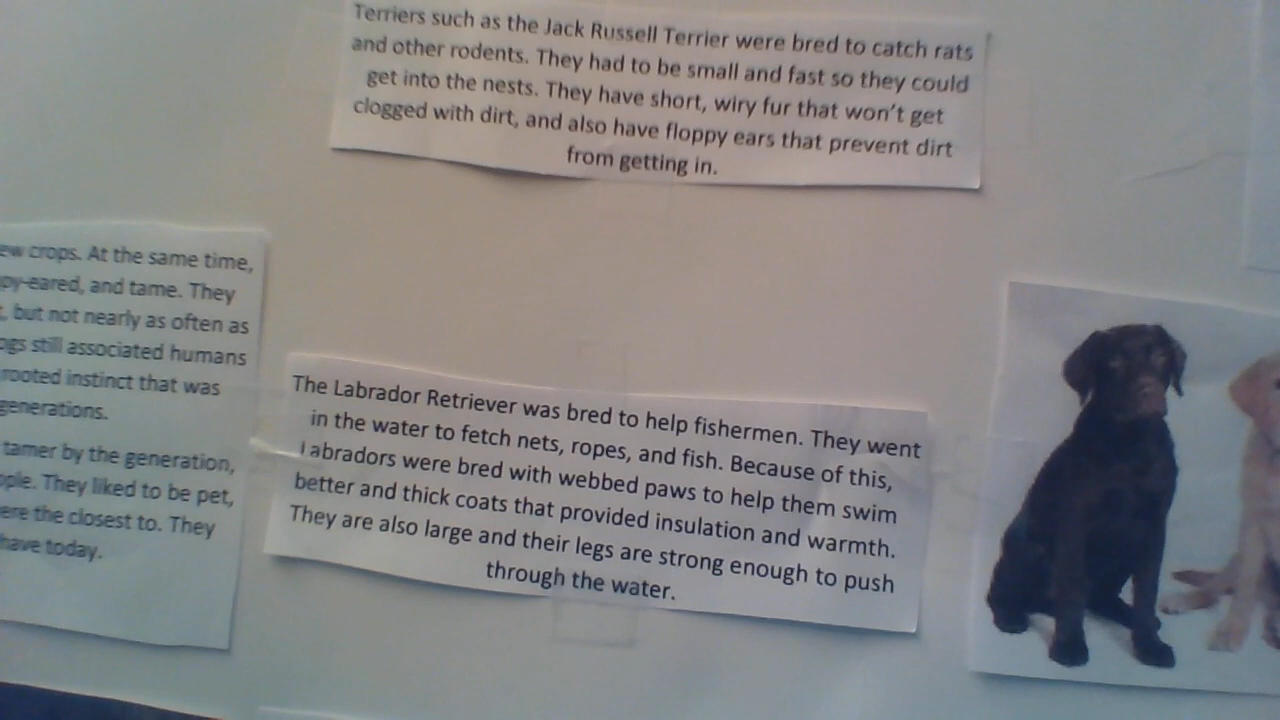 Terriers such as the Jack Russell Terrier were bred to catch rats
and other rodents. They had to be small and fast so they could
get into the nests. They have short, wiry fur that won't get
clogged with dirt, and also have floppy ears that prevent dirt
from getting in.
crops. At the same time,
py-eared, and tame. They
, but not nearly as often as
ogs still associated humans
rooted instinct that was
generations.
tamer by the generation,
ople. They liked to be pet,
ere the closest to. They
have today.
The Labrador Retriever was bred to help fishermen. They went
in the water to fetch nets, ropes, and fish. Because of this,
Labradors were bred with webbed paws to help them swim
better and thick coats that provided insulation and warmth.
They are also large and their legs are strong enough to push
through the water.